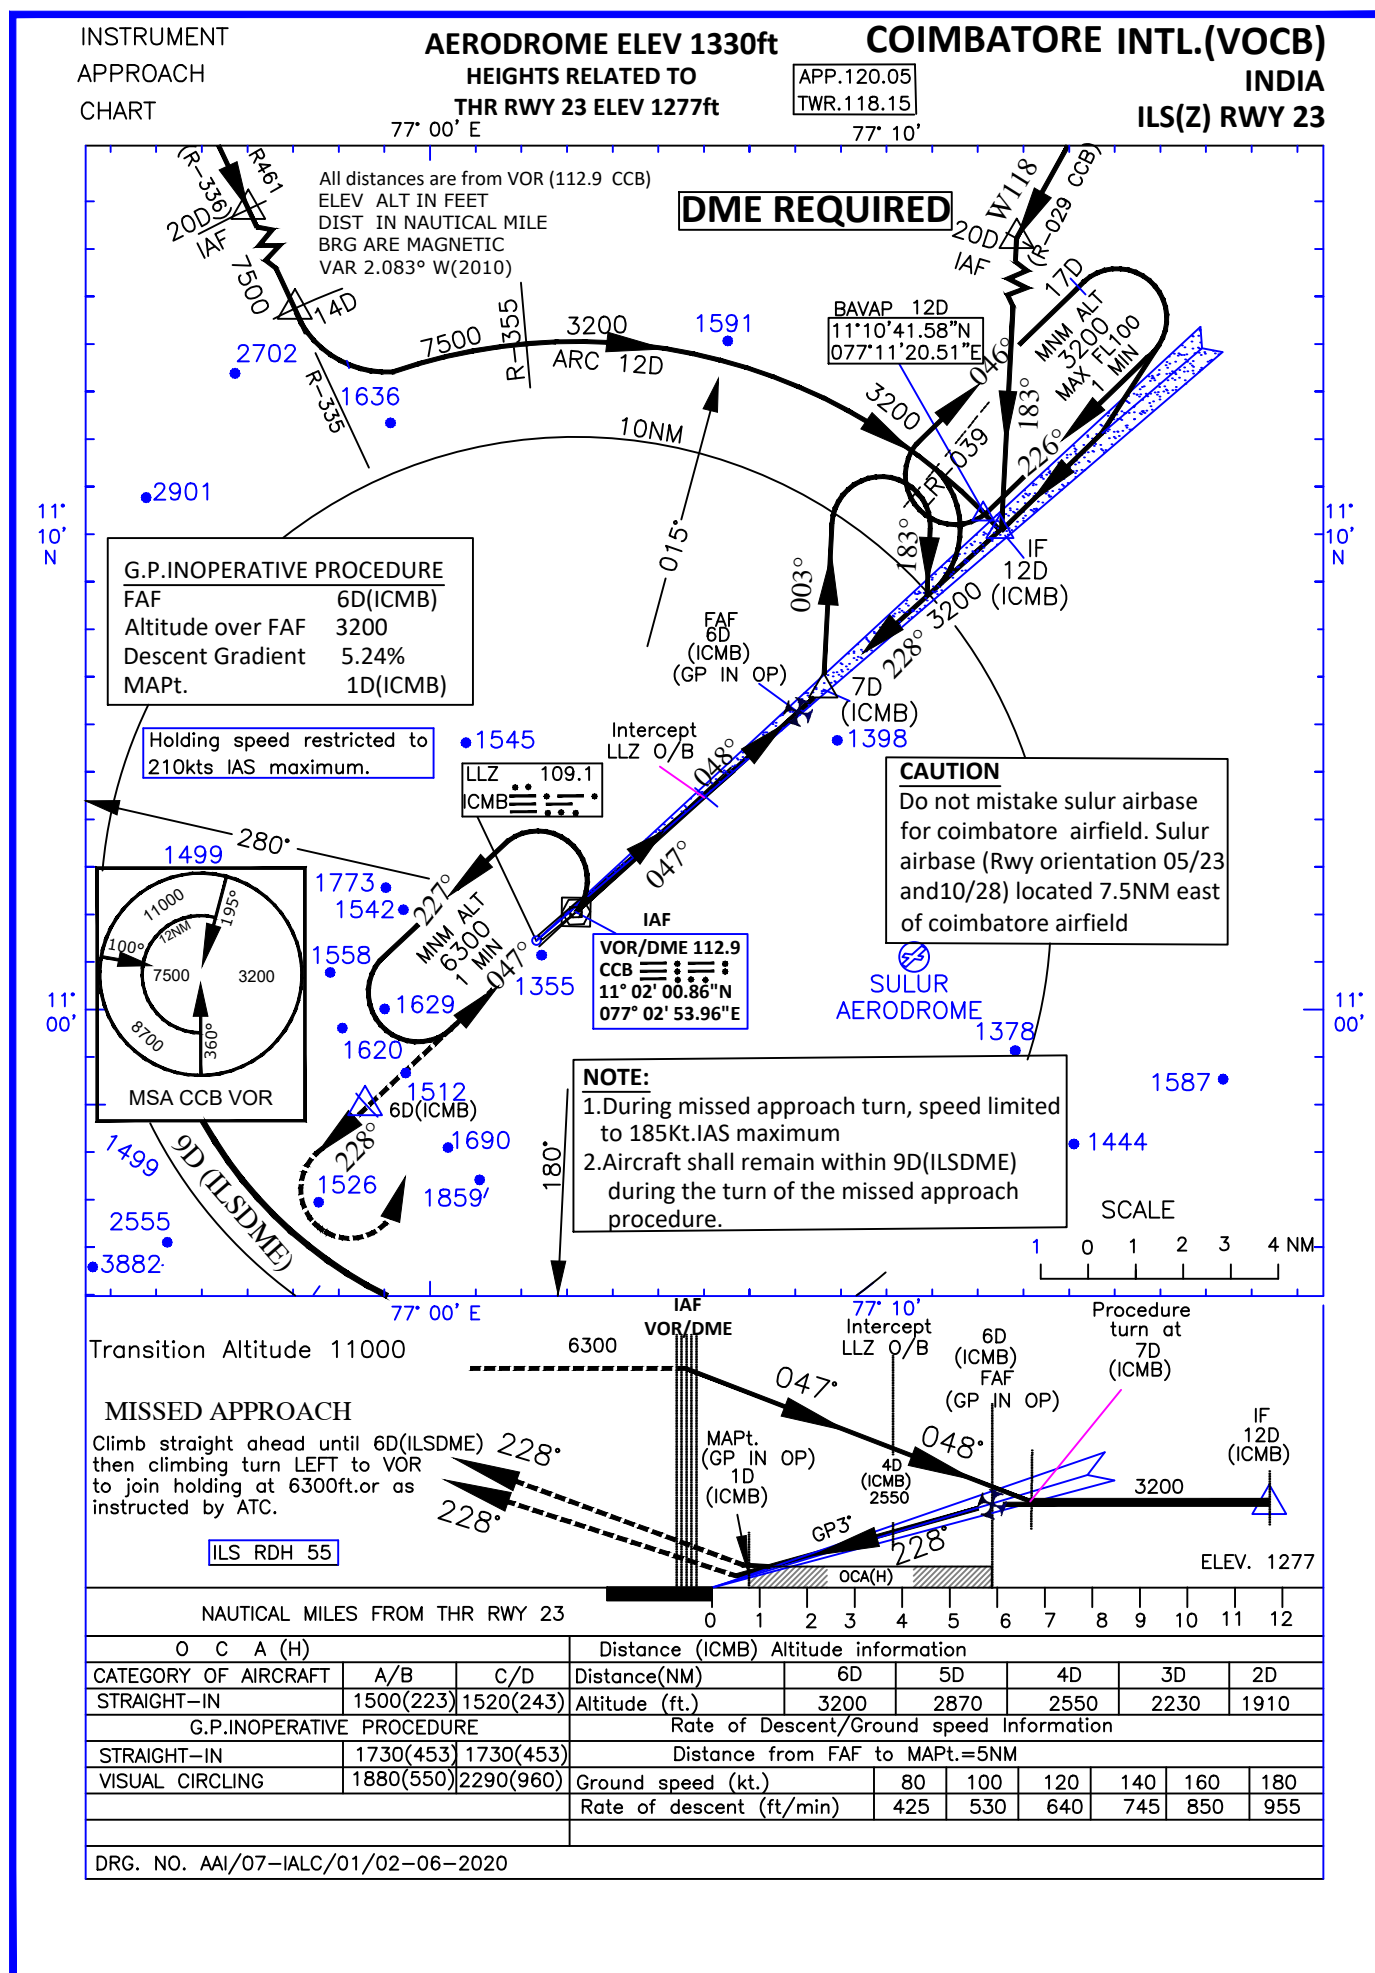 INSTRUMENT
APPROACH
CHART
AERODROME ELEV 1330ft
HEIGHTS RELATED TO
THR RWY 23 ELEV 1277ft
APP.120.05
TWR.118.15
COIMBATORE INTL.(VOCB)
INDIA
ILS(Z) RWY 23
77° 00' E
77° 10'
All distances are from VOR (112.9 CCB)
ELEV ALT IN FEET
DIST IN NAUTICAL MILE
BRG ARE MAGNETIC
VAR 2.083° W(2010)
DME REQUIRED
R461
(R-336)
20D
IAF
7500
14D
R-335
7500
R-355
3200
ARC 12D
W118
(R-029 CCB)
20D
IAF
17D
MNM ALT
3200
MAX FL100
1 MIN
BAVAP 12D
11°10'41.58"N
077°11'20.51"E
046°
183°
226°
3200
LR-039
1591
2702
1636
2901
10NM
015°
11°
10'
N
11°
10'
N
G.P.INOPERATIVE PROCEDURE
FAF 6D(ICMB)
Altitude over FAF 3200
Descent Gradient 5.24%
MAPt. 1D(ICMB)
003°
183°
IF
12D
(ICMB)
3200
228°
FAF
6D
(ICMB)
(GP IN OP)
7D
(ICMB)
1398
Holding speed restricted to
210kts IAS maximum.
1545
Intercept
LLZ O/B
048°
LLZ 109.1
ICMB
047°
CAUTION
Do not mistake sulur airbase
for coimbatore airfield. Sulur
airbase (Rwy orientation 05/23
and10/28) located 7.5NM east
of coimbatore airfield
280°
1499
1773
1542
1558
1629
1620
1512
1355
227°
MNM ALT
6300
1 MIN
047°
IAF
VOR/DME 112.9
CCB
11° 02' 00.86"N
077° 02' 53.96"E
SULUR
AERODROME
11000
12NM
195°
100°
7500
3200
8700
360°
MSA CCB VOR
11°
00'
11°
00'
1378
1587
1444
6D(ICMB)
228°
1690
1526
1859
1499
2555
3882
9D (ILSDME)
180°
NOTE:
1.During missed approach turn, speed limited
to 185Kt.IAS maximum
2.Aircraft shall remain within 9D(ILSDME)
during the turn of the missed approach
procedure.
SCALE
1 0 1 2 3 4 NM
77° 00' E
77° 10'
Transition Altitude 11000
6300
IAF
VOR/DME
Intercept
LLZ O/B
6D
(ICMB)
FAF
(GP IN OP)
Procedure
turn at
7D
(ICMB)
047°
048°
MISSED APPROACH
Climb straight ahead until 6D(ILSDME)
then climbing turn LEFT to VOR
to join holding at 6300ft.or as
instructed by ATC.
228°
228°
MAPt.
(GP IN OP)
1D
(ICMB)
4D
(ICMB)
2550
IF
12D
(ICMB)
3200
GP3°
228°
OCA(H)
ILS RDH 55
ELEV. 1277
NAUTICAL MILES FROM THR RWY 23
0 1 2 3 4 5 6 7 8 9 10 11 12
O C A (H)
Distance (ICMB) Altitude information
CATEGORY OF AIRCRAFT A/B C/D Distance(NM) 6D 5D 4D 3D 2D
STRAIGHT-IN 1500(223) 1520(243) Altitude (ft.) 3200 2870 2550 2230 1910
G.P.INOPERATIVE PROCEDURE Rate of Descent/Ground speed Information
STRAIGHT-IN 1730(453) 1730(453) Distance from FAF to MAPt.=5NM
VISUAL CIRCLING 1880(550) 2290(960) Ground speed (kt.) 80 100 120 140 160 180
Rate of descent (ft/min) 425 530 640 745 850 955
DRG. NO. AAI/07-IALC/01/02-06-2020